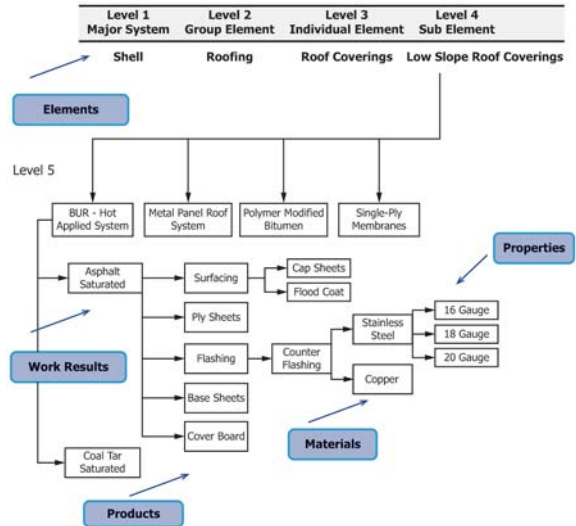 Level 1 Level 2 Level 3 Level 4
Major System Group Element Individual Element Sub Element
Shell Roofing Roof Coverings Low Slope Roof Coverings
Elements
Level 5
BUR - Hot
Applied System
Metal Panel Roof
System
Polymer Modified
Bitumen
Single-Ply
Membranes
Properties
Asphalt
Saturated
Surfacing
Cap Sheets
Flood Coat
Ply Sheets
Stainless
Steel
16 Gauge
18 Gauge
20 Gauge
Work Results
Flashing
Counter
Flashing
Copper
Base Sheets
Cover Board
Materials
Coal Tar
Saturated
Products